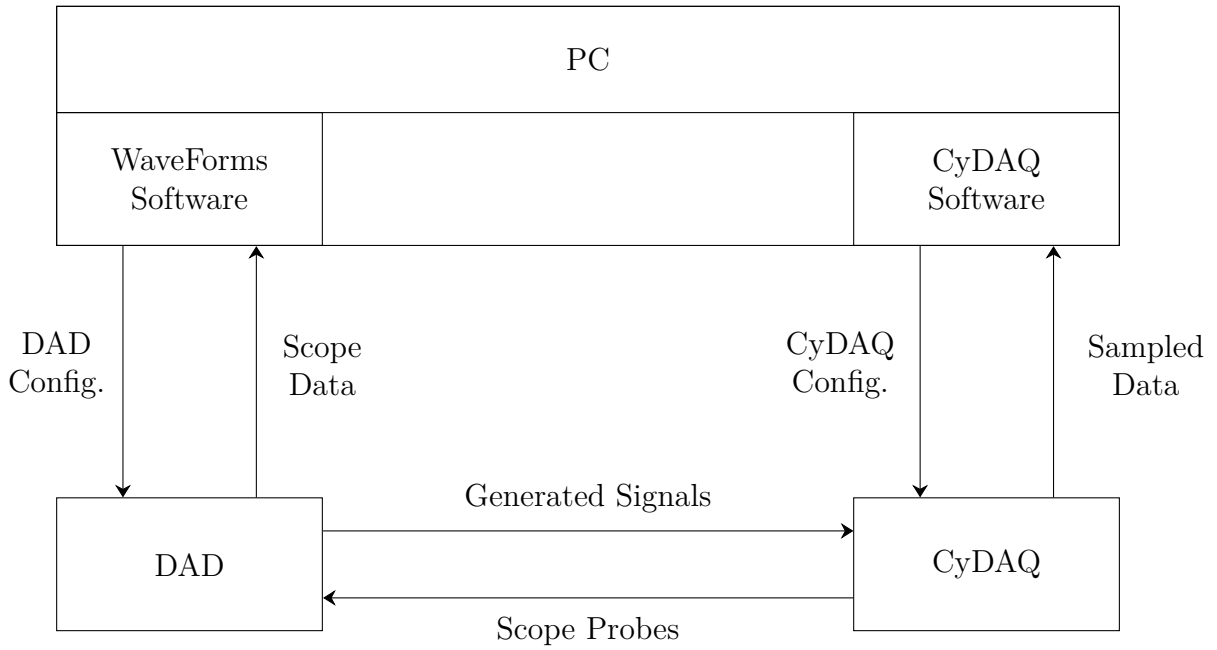 PC
WaveForms
Software
CyDAQ
Software
DAD
Config.
Scope
Data
CyDAQ
Config.
Sampled
Data
Generated Signals
DAD
CyDAQ
Scope Probes